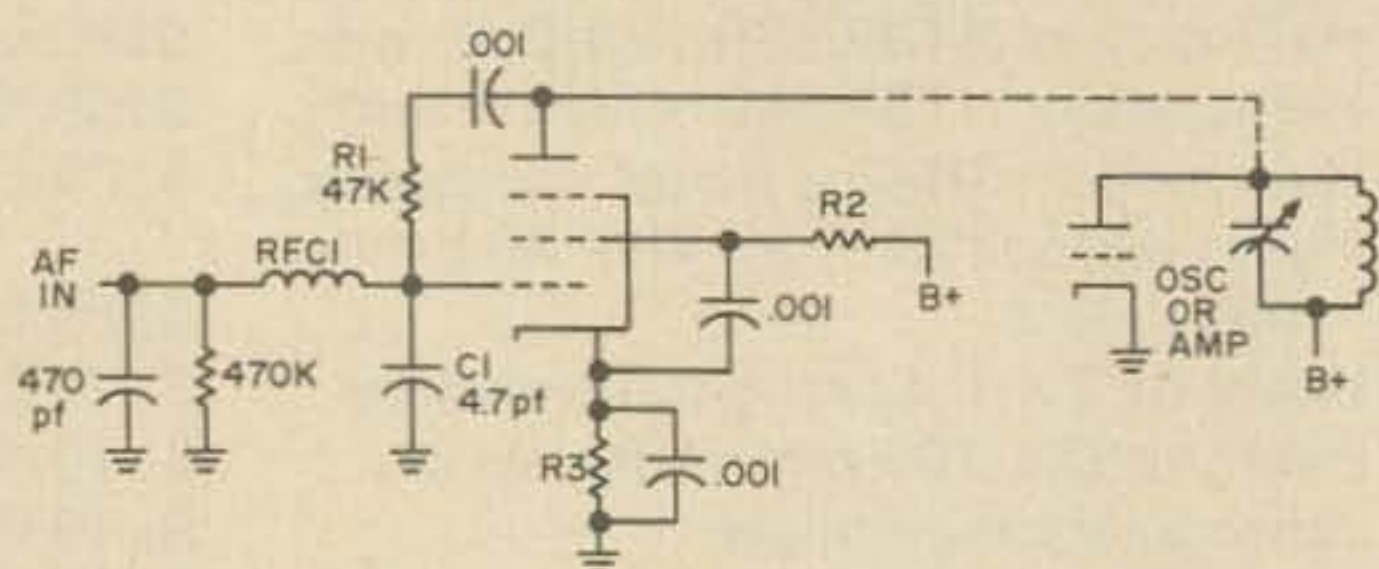 .001
R1
47K
R2
AF
IN
RFC1
B+
.001
OSC
OR
AMP
470
pf
470K
C1
4.7pf
B+
R3
.001